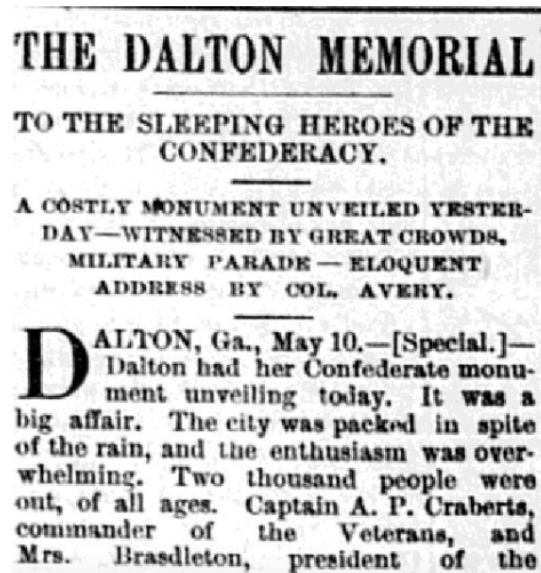 THE DALTON MEMORIAL
TO THE SLEEPING HEROES OF THE
CONFEDERACY.
A COSTLY MONUMENT UNVEILED YESTER-
DAY—WITNESSED BY GREAT CROWDS.
MILITARY PARADE — ELOQUENT
ADDRESS BY COL. AVERY.
DALTON, Ga., May 10.—[Special.]—
Dalton had her Confederate monu-
ment unveiling today. It was a
big affair. The city was packed in spite
of the rain, and the enthusiasm was over-
whelming. Two thousand people were
out, of all ages. Captain A. P. Craberts,
commander of the Veterans, and
Mrs. Brasdleton, president of the